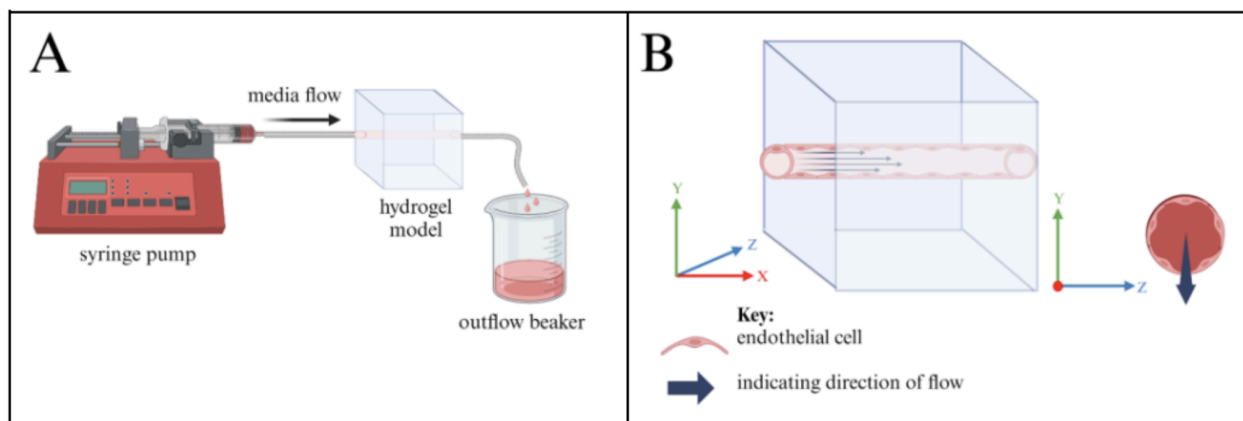 A
media flow
syringe pump
hydrogel
model
outflow beaker
B
Y
Z
X
Y
Z
Key:
endothelial cell
indicating direction of flow